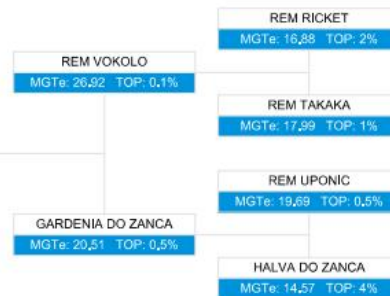 REM RICKET
MGTe: 16,88 TOP: 2%
REM VOKOLO
MGTe: 26,92 TOP: 0.1%
REM TAKAKA
MGTe: 17,99 TOP: 1%
REM UPONIC
MGTe: 19,69 TOP: 0.5%
GARDENIA DO ZANCA
MGTe: 20,51 TOP: 0.5%
HALVA DO ZANCA
MGTe: 14,57 TOP: 4%